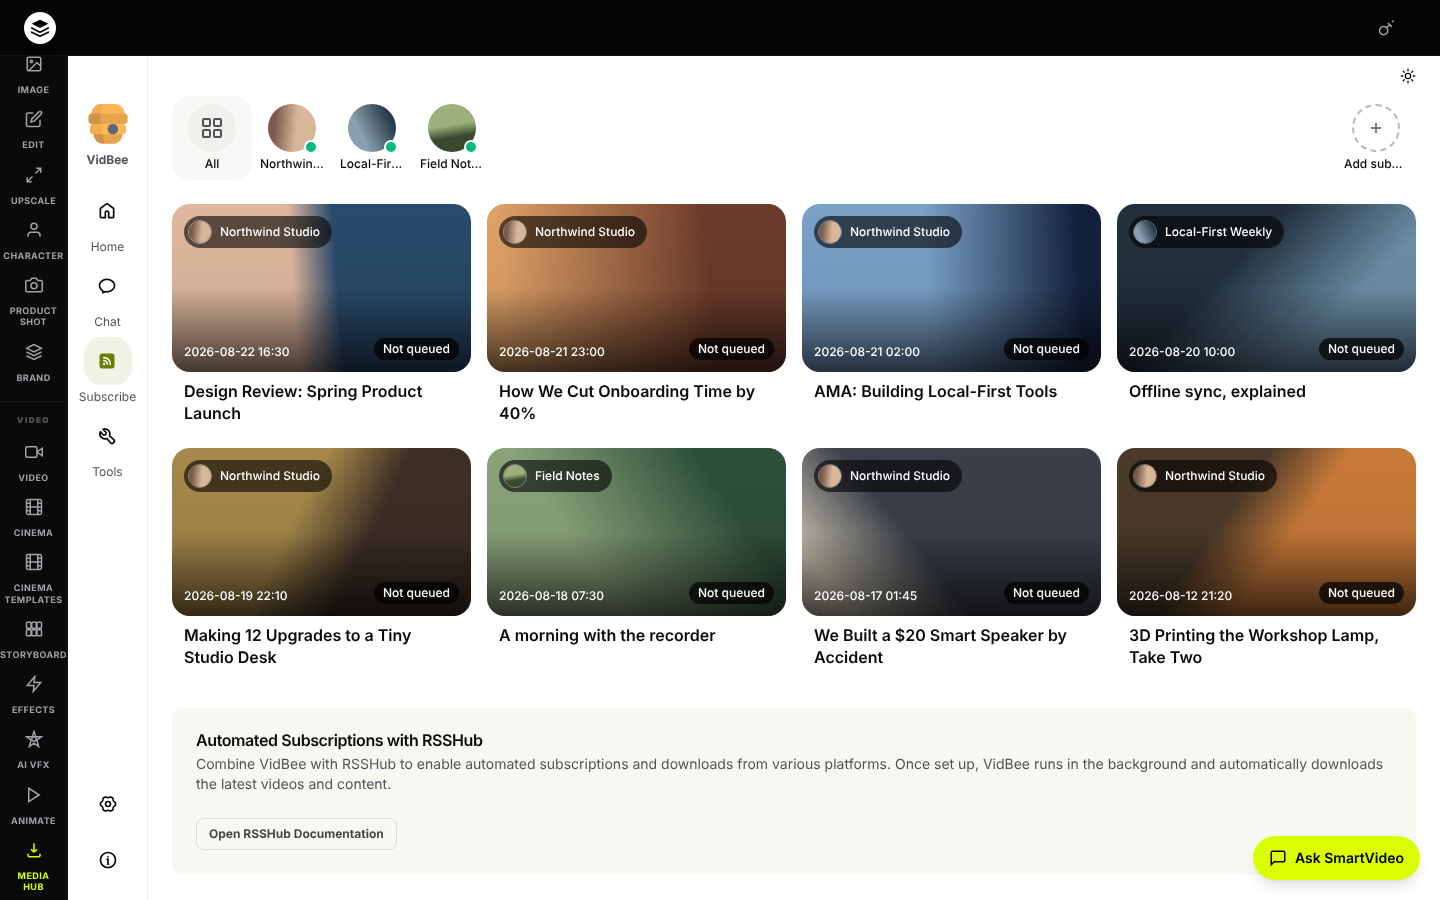 IMAGE
EDIT
UPSCALE
CHARACTER
PRODUCT
SHOT
BRAND
VIDEO
VIDEO
CINEMA
CINEMA
TEMPLATES
STORYBOARD
EFFECTS
AI VFX
ANIMATE
MEDIA
HUB
VidBee
Home
Chat
Subscribe
Tools
All
Northwin...
Local-Fir...
Field Not...
Add sub...
Northwind Studio
2026-08-22 16:30
Not queued
Design Review: Spring Product
Launch
Northwind Studio
2026-08-21 23:00
Not queued
How We Cut Onboarding Time by
40%
Northwind Studio
2026-08-21 02:00
Not queued
AMA: Building Local-First Tools
Local-First Weekly
2026-08-20 10:00
Not queued
Offline sync, explained
Northwind Studio
2026-08-19 22:10
Not queued
Making 12 Upgrades to a Tiny
Studio Desk
Field Notes
2026-08-18 07:30
Not queued
A morning with the recorder
Northwind Studio
2026-08-17 01:45
Not queued
We Built a $20 Smart Speaker by
Accident
Northwind Studio
2026-08-12 21:20
Not queued
3D Printing the Workshop Lamp,
Take Two
Automated Subscriptions with RSSHub
Combine VidBee with RSSHub to enable automated subscriptions and downloads from various platforms. Once set up, VidBee runs in the background and automatically downloads
the latest videos and content.
Open RSSHub Documentation
Ask SmartVideo